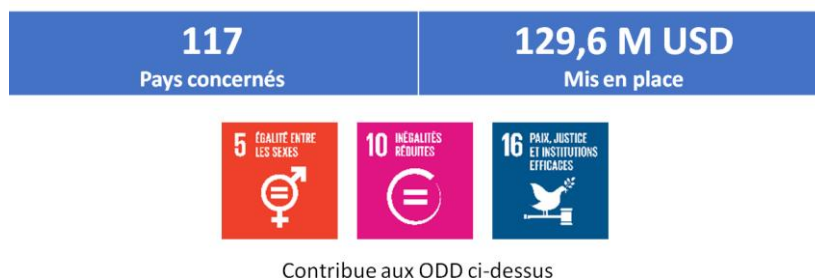 117
Pays concernés
129,6 M USD
Mis en place
5 ÉGALITÉ ENTRE
LES SEXES
10 INÉGALITÉS
RÉDUITES
16 PAIX, JUSTICE
ET INSTITUTIONS
EFFICACES
Contribue aux ODD ci-dessus